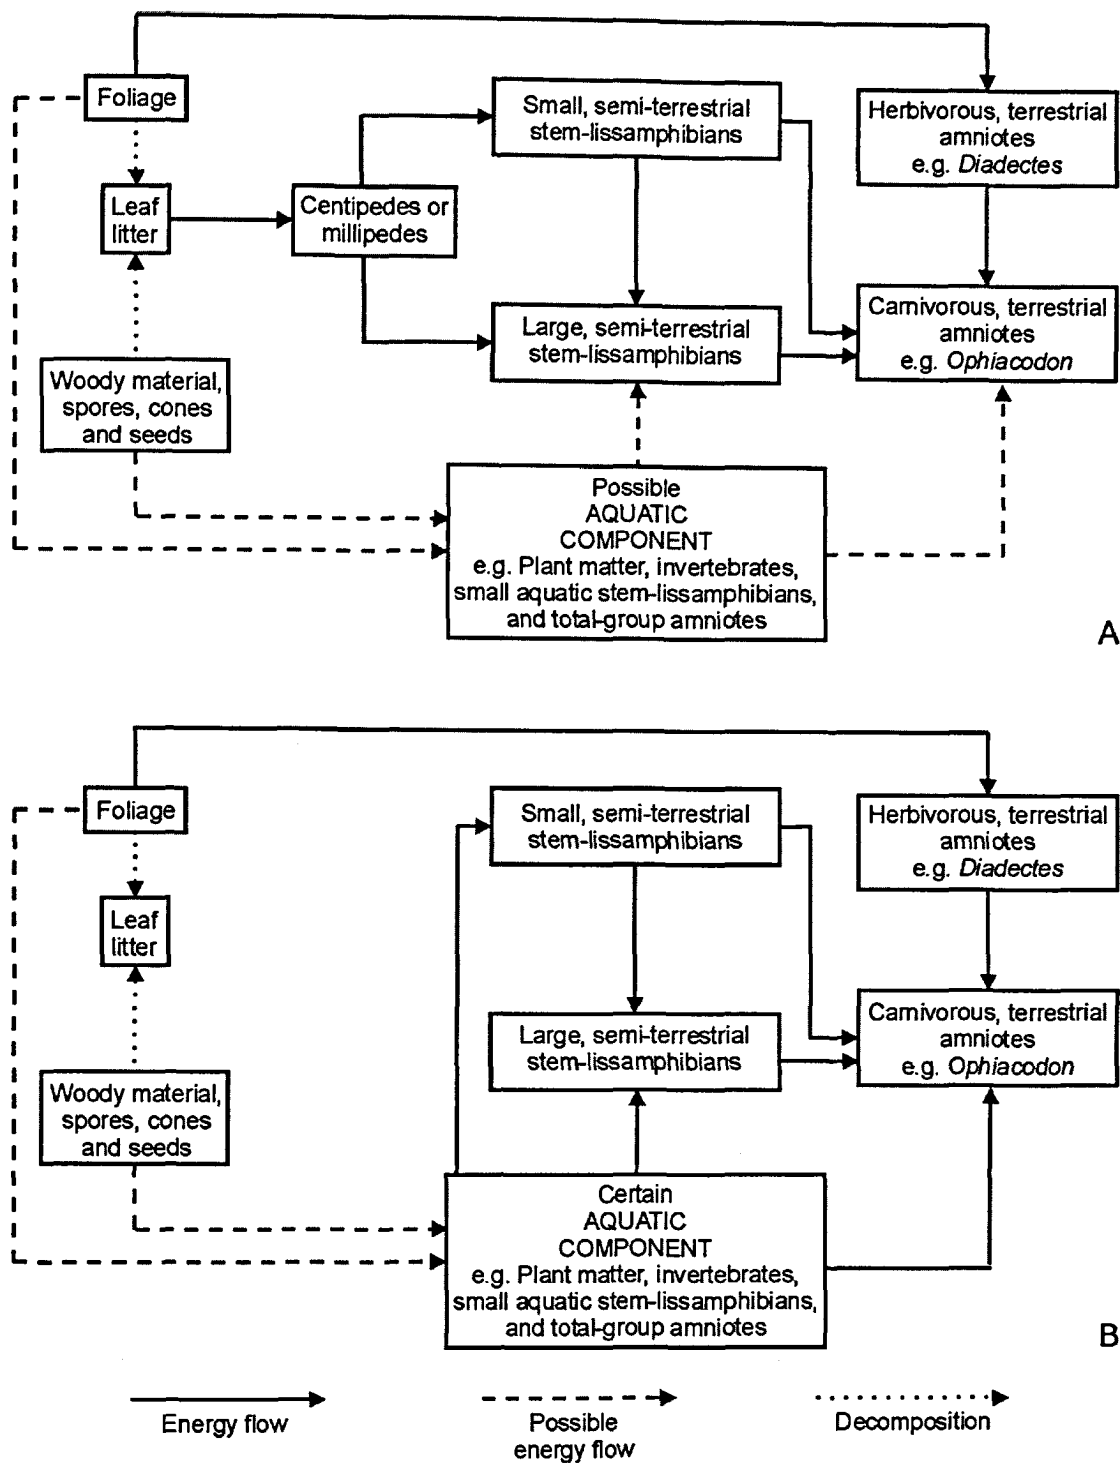 Foliage
Small, semi-terrestrial
stem-lissamphibians
Herbivorous, terrestrial
amniotes
e.g. Diadectes
Leaf
litter
Centipedes or
millipedes
Large, semi-terrestrial
stem-lissamphibians
Carnivorous, terrestrial
amniotes
e.g. Ophiacodon
Woody material,
spores, cones
and seeds
Possible
AQUATIC
COMPONENT
e.g. Plant matter, invertebrates,
small aquatic stem-lissamphibians,
and total-group amniotes
A
Foliage
Small, semi-terrestrial
stem-lissamphibians
Herbivorous, terrestrial
amniotes
e.g. Diadectes
Leaf
litter
Large, semi-terrestrial
stem-lissamphibians
Carnivorous, terrestrial
amniotes
e.g. Ophiacodon
Woody material,
spores, cones
and seeds
Certain
AQUATIC
COMPONENT
e.g. Plant matter, invertebrates,
small aquatic stem-lissamphibians,
and total-group amniotes
B
Energy flow
Possible
energy flow
Decomposition